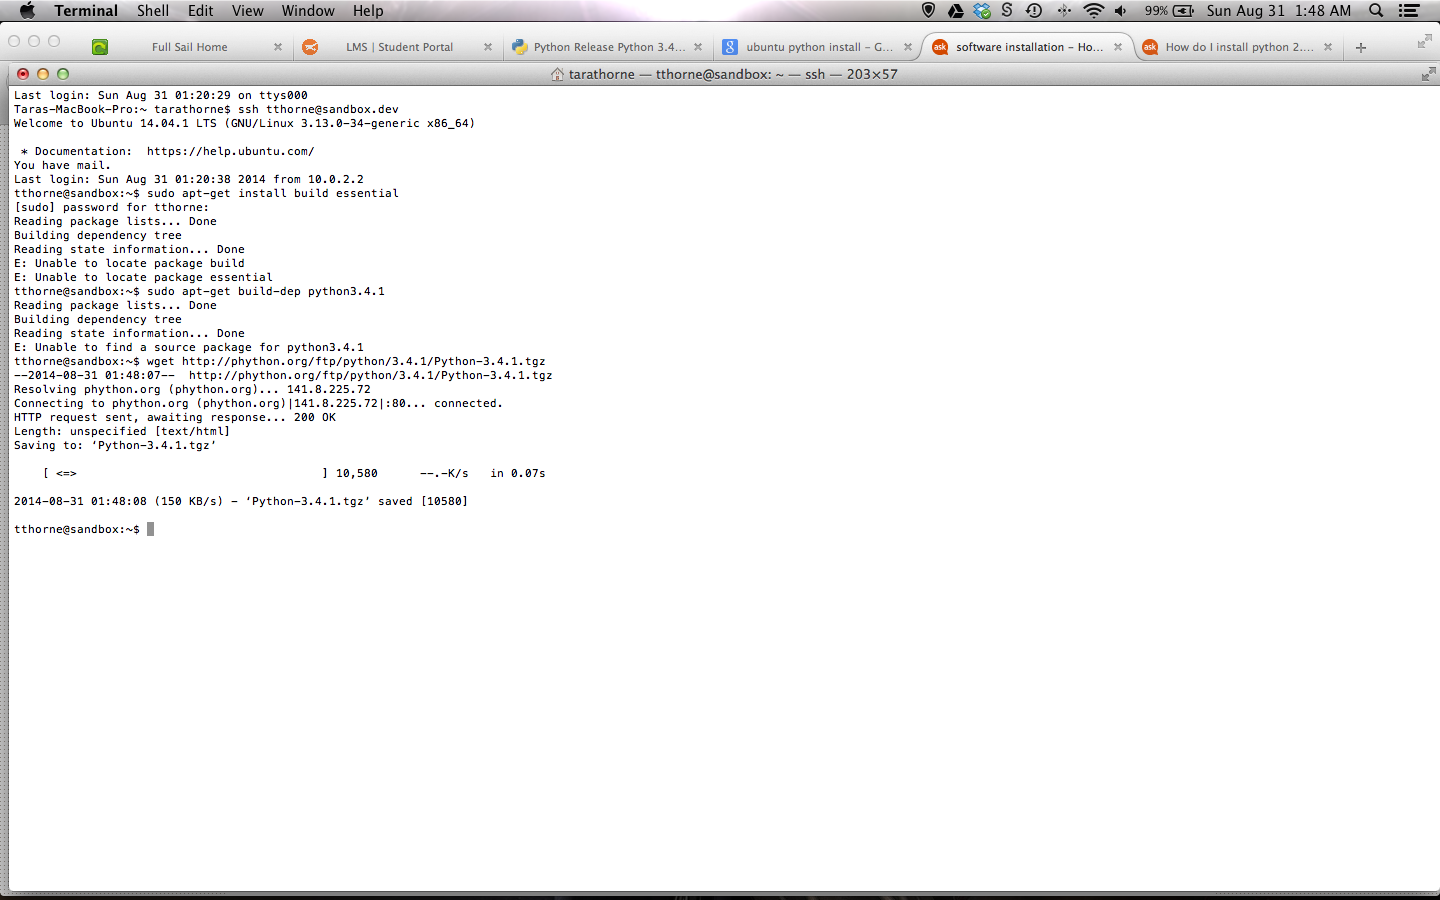 Terminal Shell Edit View Window Help 99% Sun Aug 31 1:48 AM
Full Sail Home LMS | Student Portal Python Release Python 3.4... ubuntu python install – G... software installation – Ho... How do I install python 2....
tarathorne — tthorne@sandbox: ~ — ssh — 203×57
Last login: Sun Aug 31 01:20:29 on ttys000
Taras-MacBook-Pro:~ tarathorne$ ssh tthorne@sandbox.dev
Welcome to Ubuntu 14.04.1 LTS (GNU/Linux 3.13.0-34-generic x86_64)
* Documentation:  https://help.ubuntu.com/
You have mail.
Last login: Sun Aug 31 01:20:38 2014 from 10.0.2.2
tthorne@sandbox:~$ sudo apt-get install build essential
[sudo] password for tthorne:
Reading package lists... Done
Building dependency tree
Reading state information... Done
E: Unable to locate package build
E: Unable to locate package essential
tthorne@sandbox:~$ sudo apt-get build-dep python3.4.1
Reading package lists... Done
Building dependency tree
Reading state information... Done
E: Unable to find a source package for python3.4.1
tthorne@sandbox:~$ wget http://phython.org/ftp/python/3.4.1/Python-3.4.1.tgz
--2014-08-31 01:48:07--  http://phython.org/ftp/python/3.4.1/Python-3.4.1.tgz
Resolving phython.org (phython.org)... 141.8.225.72
Connecting to phython.org (phython.org)|141.8.225.72|:80... connected.
HTTP request sent, awaiting response... 200 OK
Length: unspecified [text/html]
Saving to: ‘Python-3.4.1.tgz’
[ <=> ] 10,580 --.-K/s in 0.07s
2014-08-31 01:48:08 (150 KB/s) - ‘Python-3.4.1.tgz’ saved [10580]
tthorne@sandbox:~$